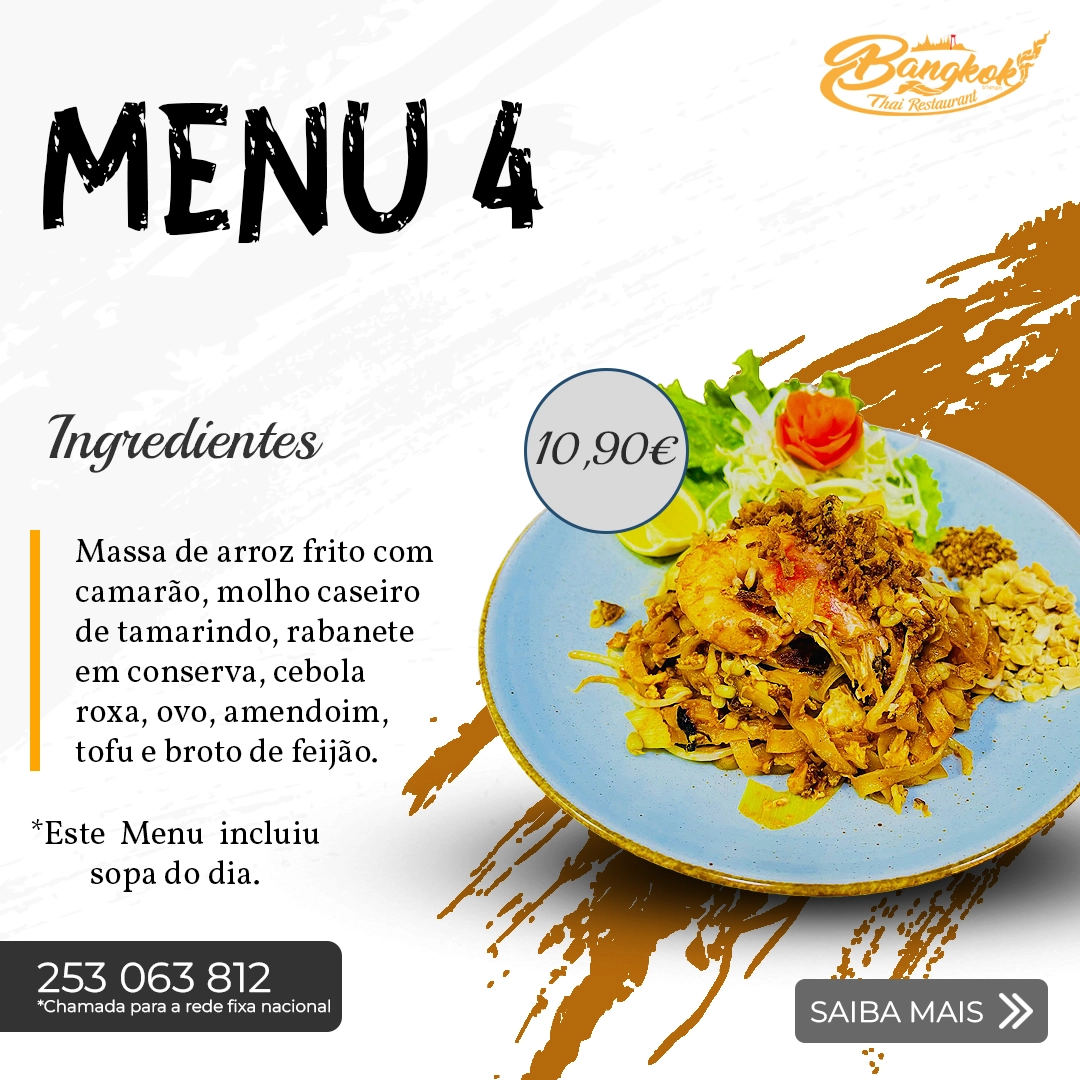 Bangkok
Thai Restaurant
MENU 4
Ingredientes
10,90€
Massa de arroz frito com
camarão, molho caseiro
de tamarindo, rabanete
em conserva, cebola
roxa, ovo, amendoim,
tofu e broto de feijão.
*Este Menu incluiu
sopa do dia.
253 063 812
*Chamada para a rede fixa nacional
SAIBA MAIS